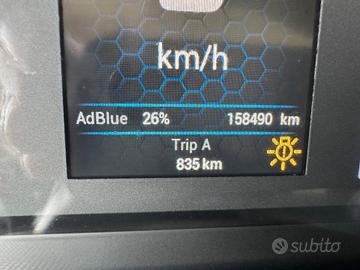 km/h
AdBlue 26% 158490 km
Trip A
835 km
subito